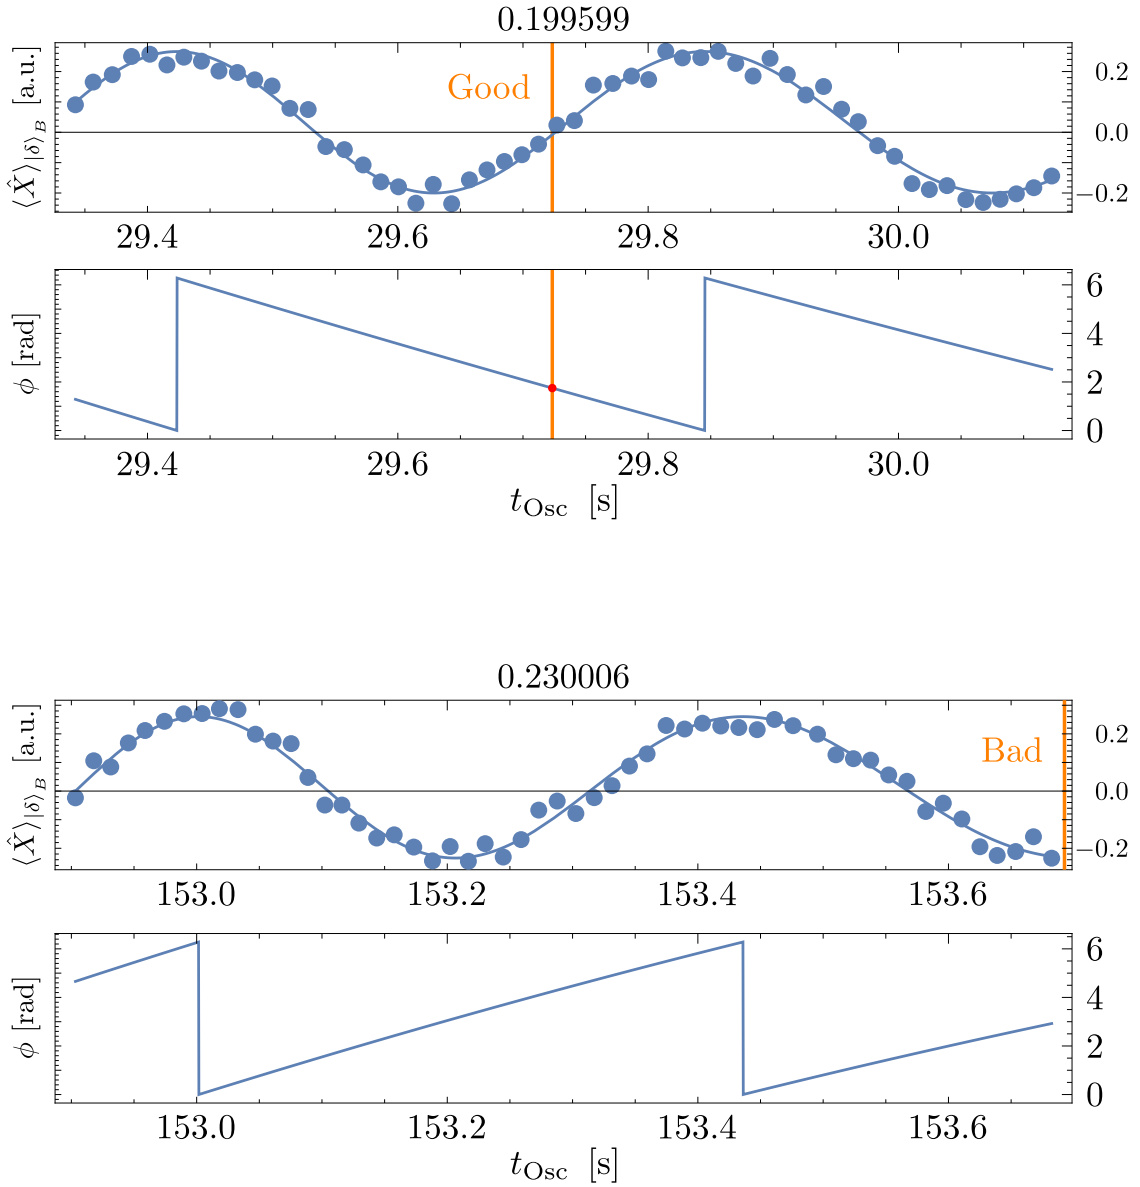 0.199599
⟨X̂⟩|δ⟩B [a.u.]
Good
0.2
0.0
−0.2
29.4 29.6 29.8 30.0
ϕ [rad]
6
4
2
0
29.4 29.6 29.8 30.0
tOsc [s]
0.230006
⟨X̂⟩|δ⟩B [a.u.]
Bad
0.2
0.0
−0.2
153.0 153.2 153.4 153.6
ϕ [rad]
6
4
2
0
153.0 153.2 153.4 153.6
tOsc [s]